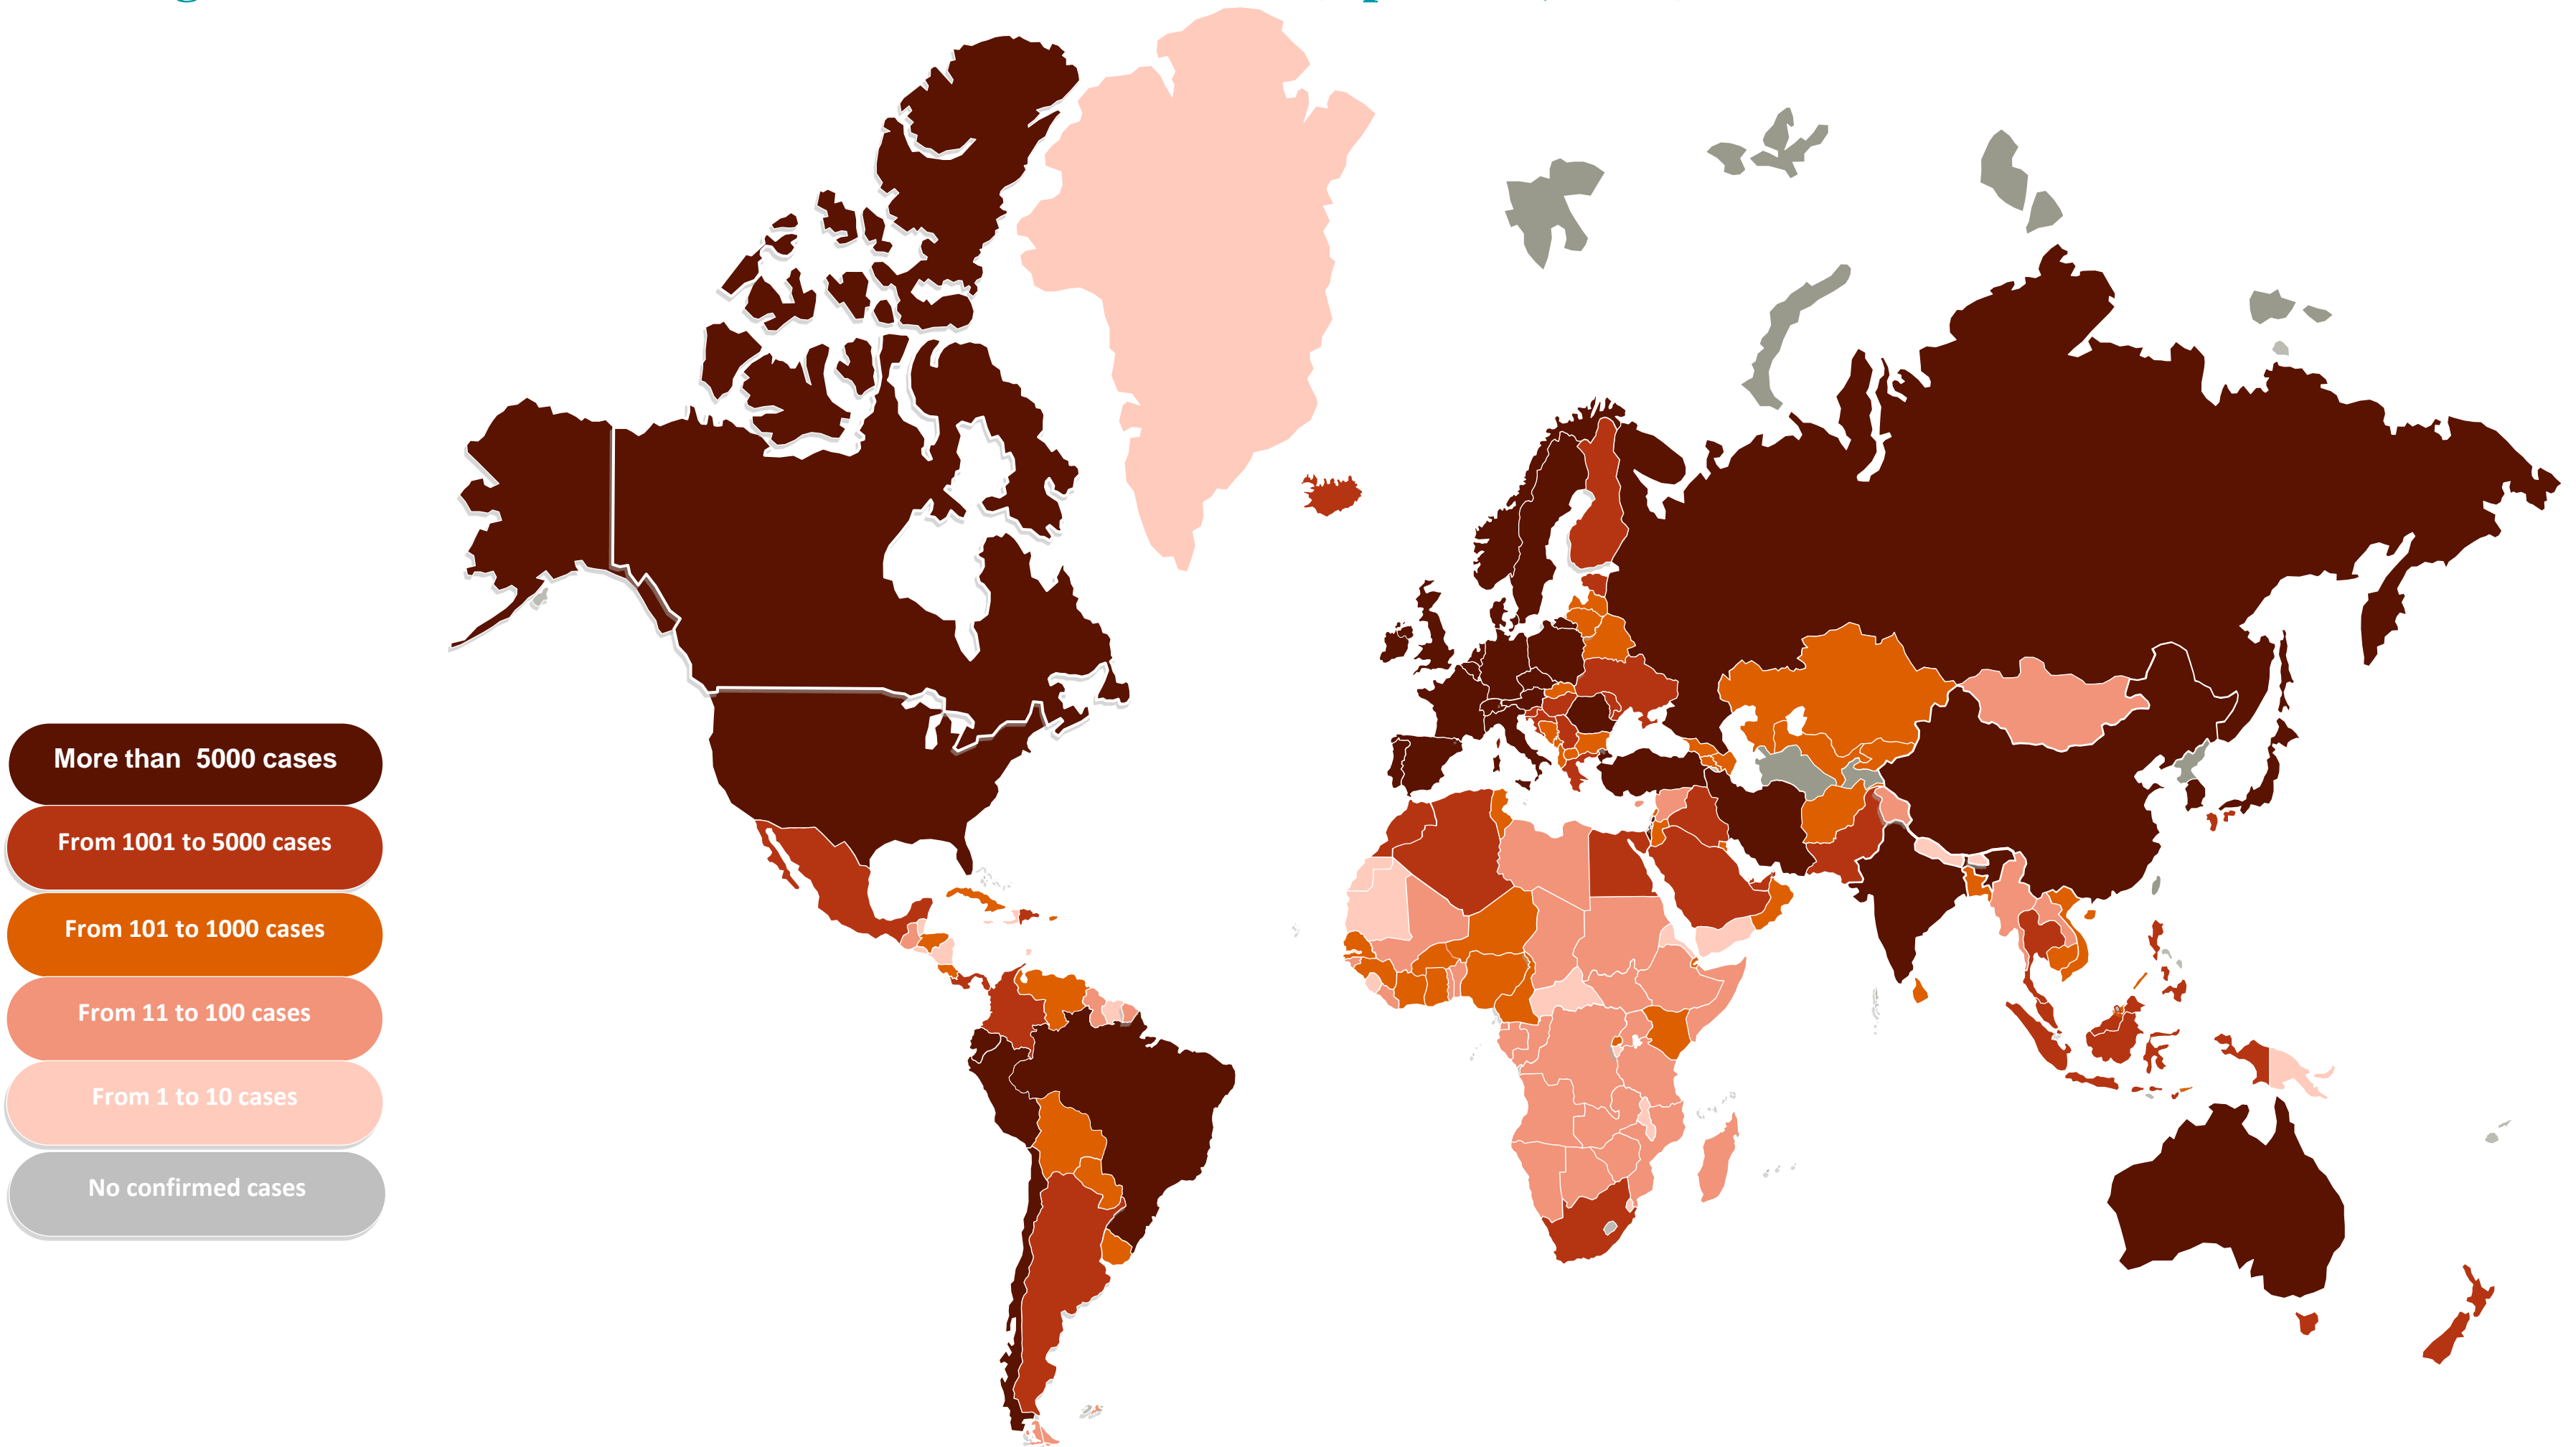 More than  5000 cases
From 1001 to 5000 cases
From 101 to 1000 cases
From 11 to 100 cases
From 1 to 10 cases
No confirmed cases